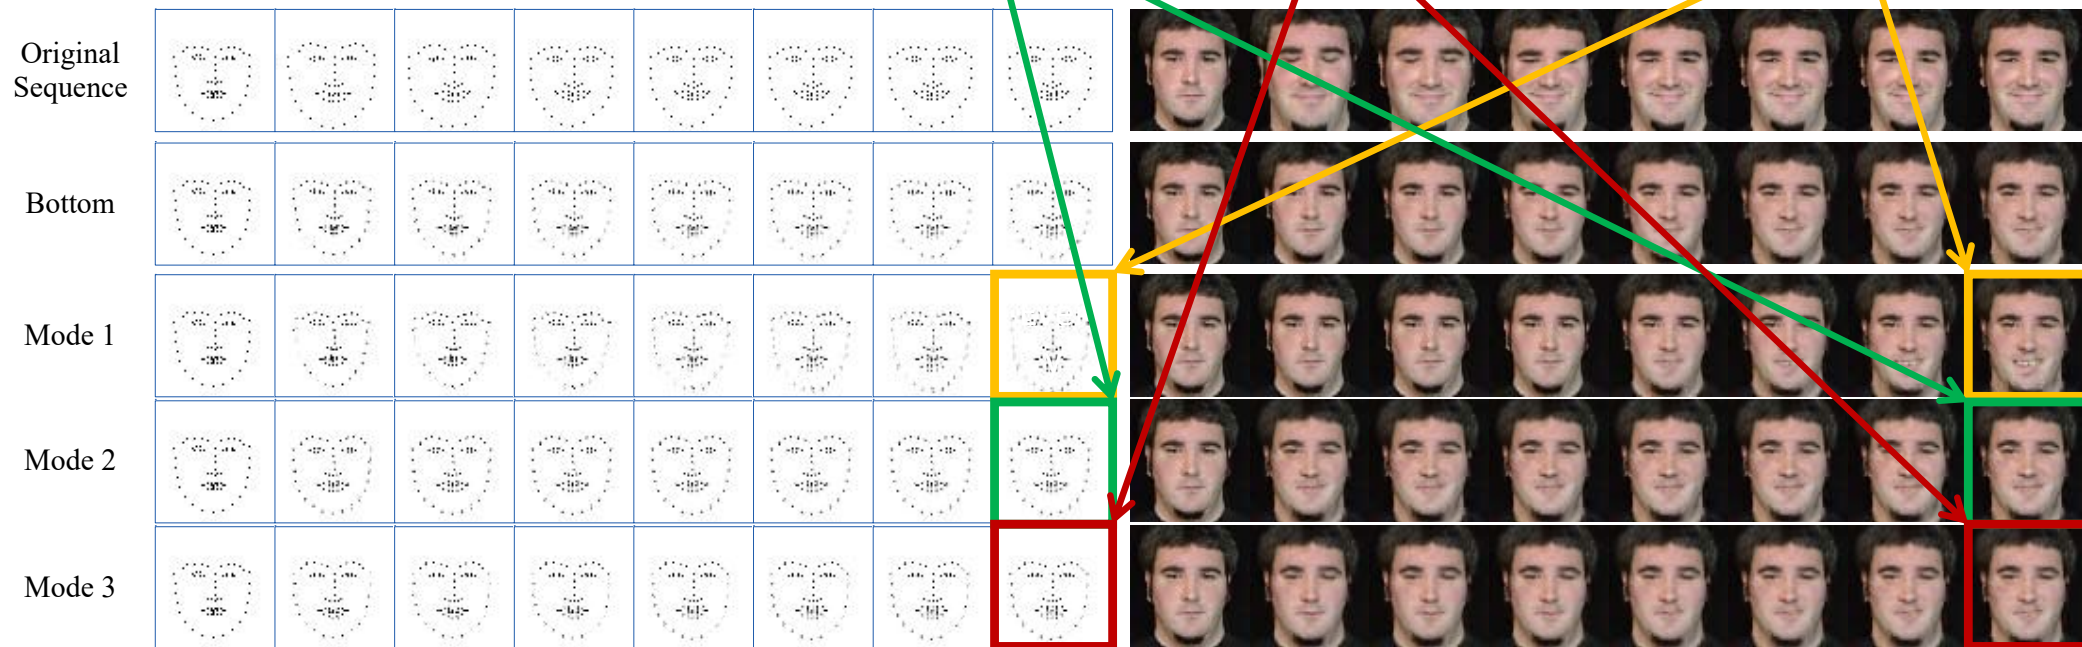 Original
Sequence
Bottom
Mode 1
Mode 2
Mode 3